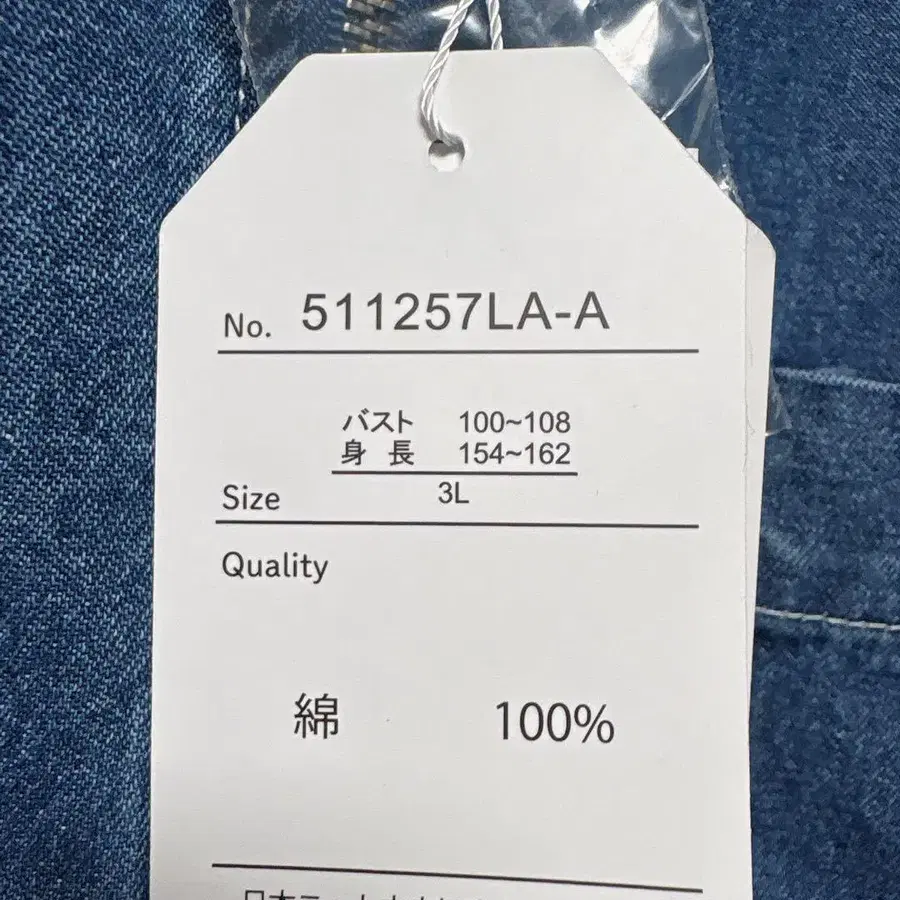 No. 511257LA-A
バスト 100~108
身長 154~162
Size 3L
Quality
綿 100%